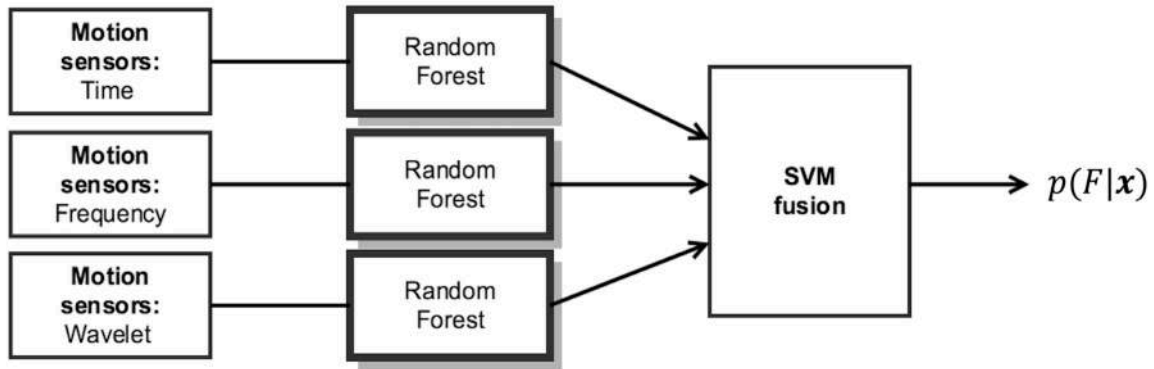 Motion
sensors:
Time
Random
Forest
Motion
sensors:
Frequency
Random
Forest
Motion
sensors:
Wavelet
Random
Forest
SVM
fusion
p(F|x)